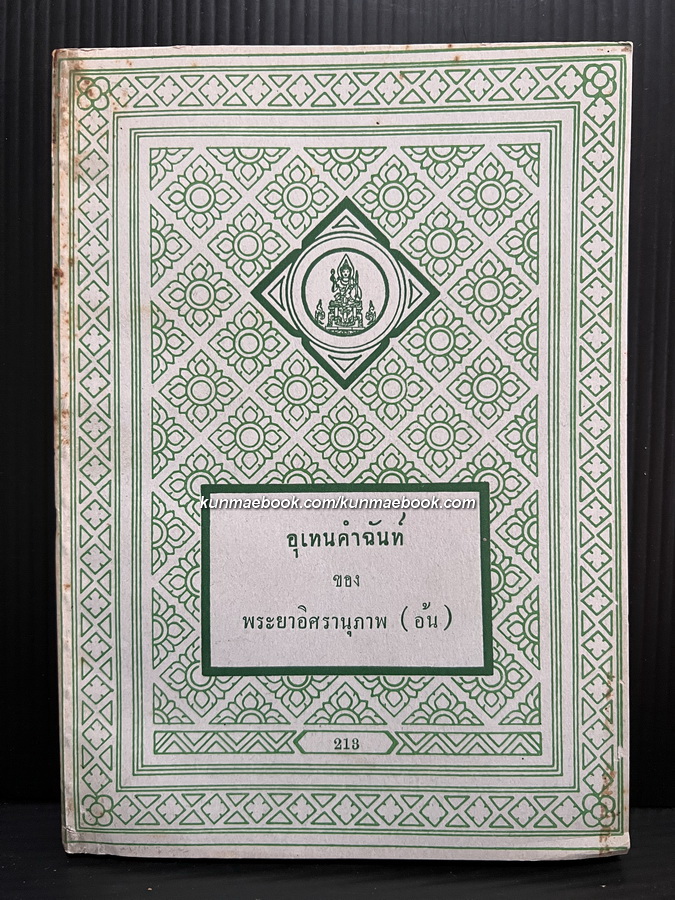 kunmaebook.com/kunmaebook.com
อุเทนคำฉันท์
ของ
พระยาอิศรานุภาพ (อ้น)
213